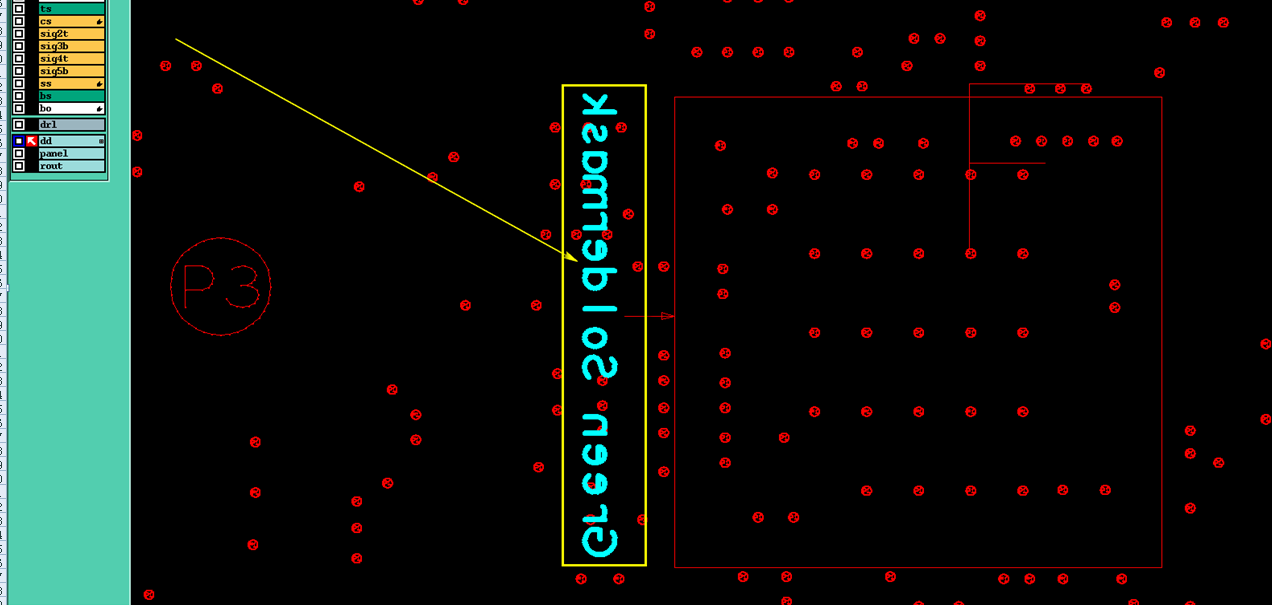 ts
cs
sig2t
sig3b
sig4t
sig5b
ss
bs
bo
drl
dd
panel
rout
P3
Green Soldermask